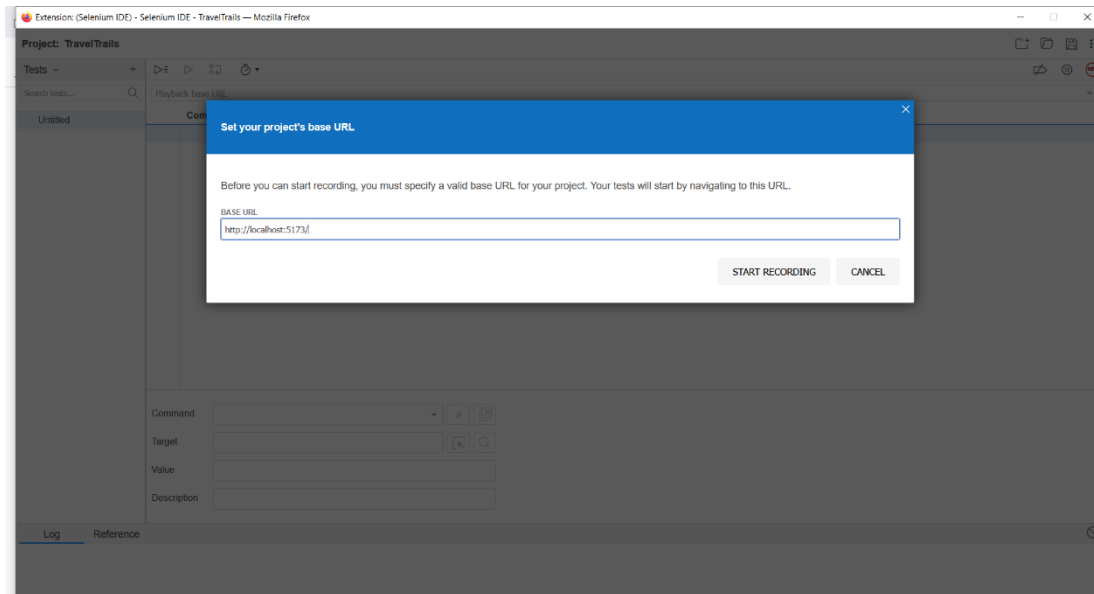 Extension: (Selenium IDE) - Selenium IDE - TravelTrails — Mozilla Firefox
Project: TravelTrails
Tests
Search tests...
Playback base URL
Untitled
Com
Set your project's base URL
Before you can start recording, you must specify a valid base URL for your project. Your tests will start by navigating to this URL.
BASE URL
http://localhost:5173/
START RECORDING
CANCEL
Command
Target
Value
Description
Log
Reference